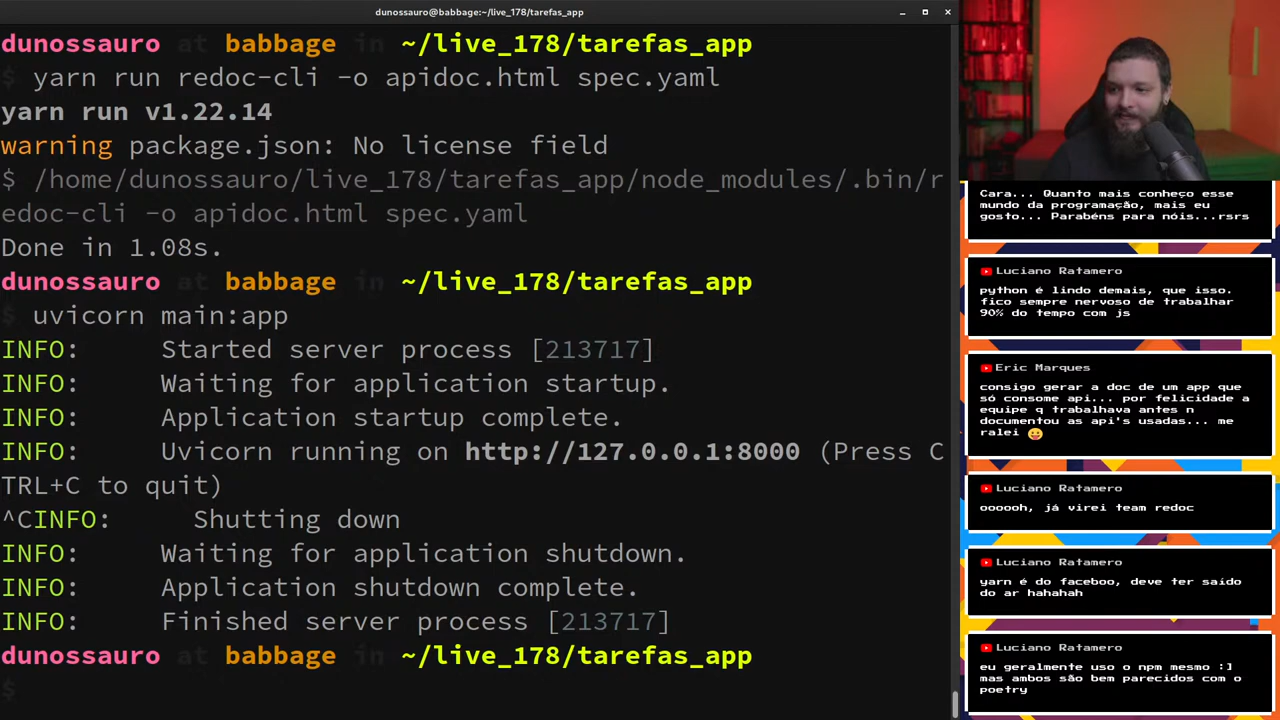 dunossauro@babbage:~/live_178/tarefas_app
dunossauro at babbage in ~/live_178/tarefas_app
$ yarn run redoc-cli -o apidoc.html spec.yaml
yarn run v1.22.14
warning package.json: No license field
$ /home/dunossauro/live_178/tarefas_app/node_modules/.bin/r
edoc-cli -o apidoc.html spec.yaml
Done in 1.08s.
dunossauro at babbage in ~/live_178/tarefas_app
$ uvicorn main:app
INFO:     Started server process [213717]
INFO:     Waiting for application startup.
INFO:     Application startup complete.
INFO:     Uvicorn running on http://127.0.0.1:8000 (Press C
TRL+C to quit)
^CINFO:     Shutting down
INFO:     Waiting for application shutdown.
INFO:     Application shutdown complete.
INFO:     Finished server process [213717]
dunossauro at babbage in ~/live_178/tarefas_app
$
Cara... Quanto mais conheço esse
mundo da programação, mais eu
gosto... Parabéns para nóis...rsrs
Luciano Ratamero
python é lindo demais, que isso.
fico sempre nervoso de trabalhar
90% do tempo com js
Eric Marques
consigo gerar a doc de um app que
só consome api... por felicidade a
equipe q trabalhava antes n
documentou as api's usadas... me
ralei
Luciano Ratamero
oooooh, já virei team redoc
Luciano Ratamero
yarn é do faceboo, deve ter saído
do ar hahahah
Luciano Ratamero
eu geralmente uso o npm mesmo :]
mas ambos são bem parecidos com o
poetry